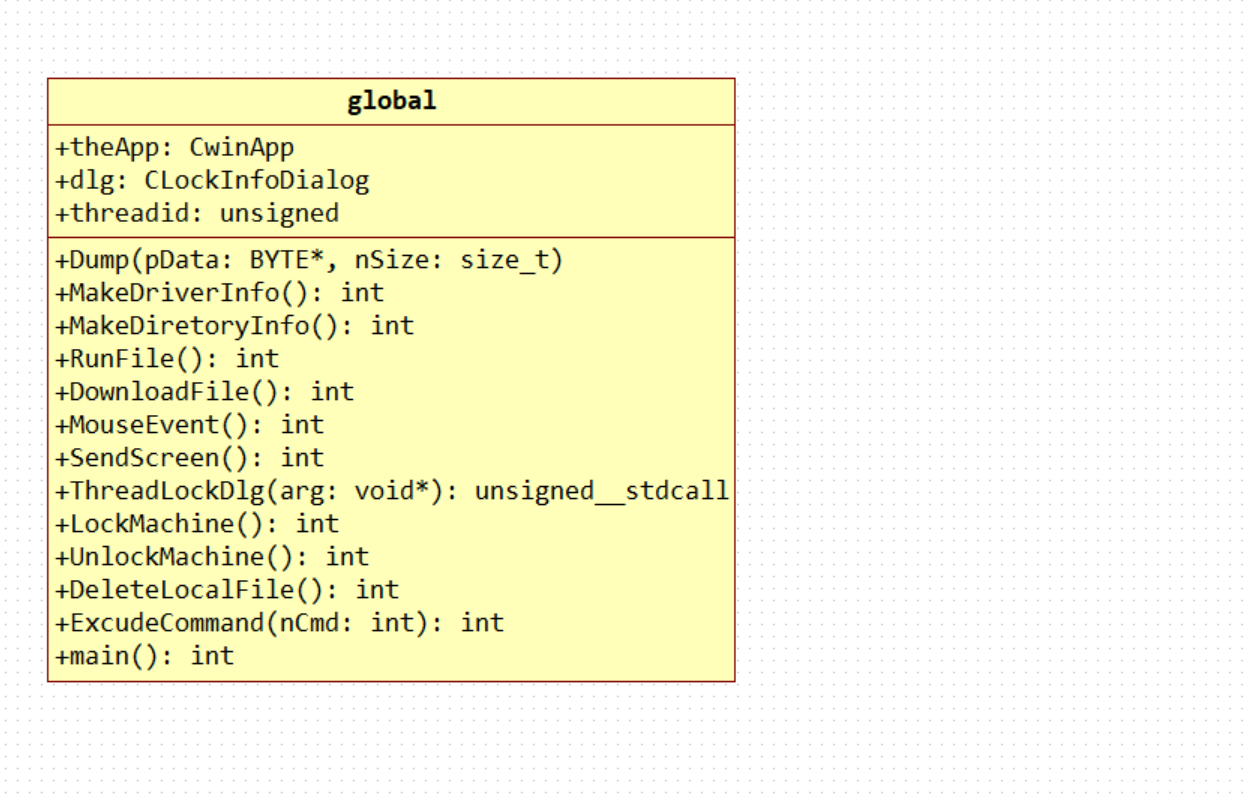 global
+theApp: CwinApp
+dlg: CLockInfoDialog
+threadid: unsigned
+Dump(pData: BYTE*, nSize: size_t)
+MakeDriverInfo(): int
+MakeDiretoryInfo(): int
+RunFile(): int
+DownloadFile(): int
+MouseEvent(): int
+SendScreen(): int
+ThreadLockDlg(arg: void*): unsigned__stdcall
+LockMachine(): int
+UnlockMachine(): int
+DeleteLocalFile(): int
+ExcudeCommand(nCmd: int): int
+main(): int